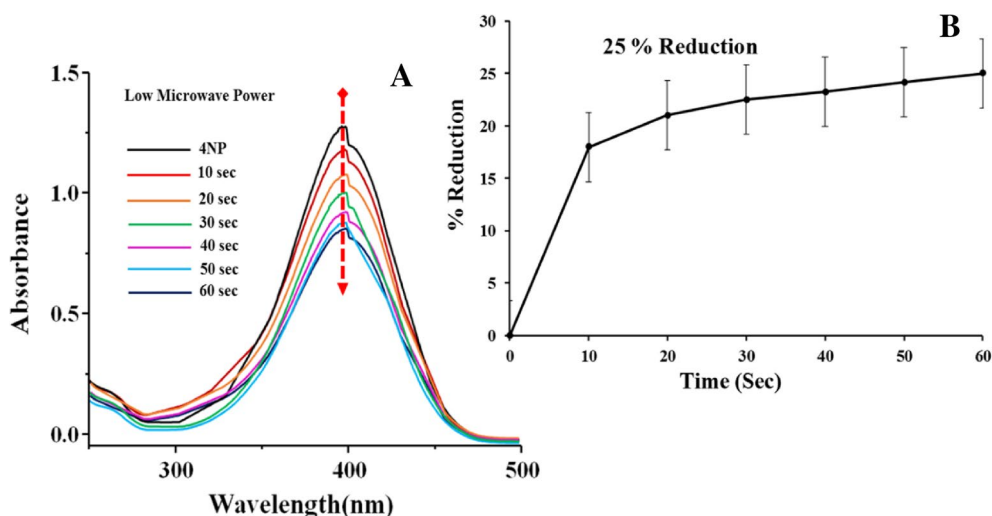 A
Low Microwave Power
4NP
10 sec
20 sec
30 sec
40 sec
50 sec
60 sec
1.5
1.0
0.5
0.0
Absorbance
300
400
500
Wavelength(nm)
B
25 % Reduction
30
25
20
15
10
5
0
% Reduction
0
10
20
30
40
50
60
Time (Sec)